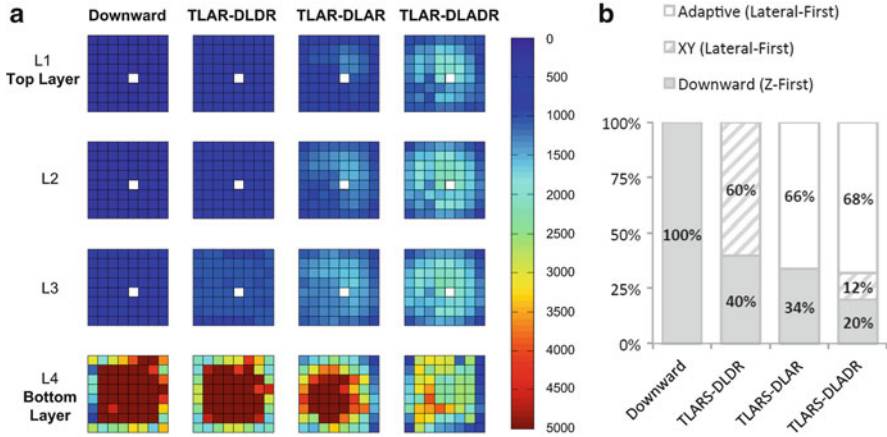 a
Downward TLAR-DLDR TLAR-DLAR TLAR-DLADR
L1
Top Layer
L2
L3
L4
Bottom
Layer
0
500
1000
1500
2000
2500
3000
3500
4000
4500
5000
b
Adaptive (Lateral-First)
XY (Lateral-First)
Downward (Z-First)
100%
75%
50%
25%
0%
100%
60%
40%
66%
34%
68%
12%
20%
Downward
TLARS-DLDR
TLARS-DLAR
TLARS-DLADR